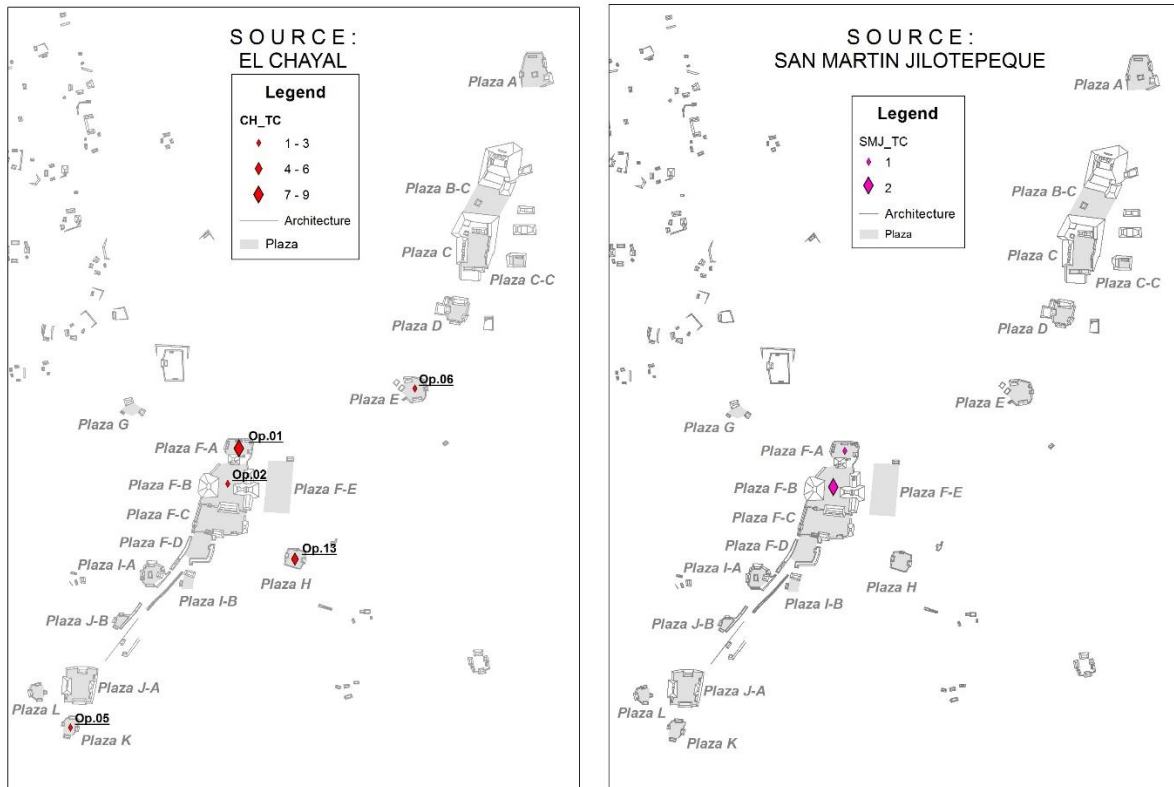 SOURCE:
EL CHAYAL
Legend
CH_TC
1 - 3
4 - 6
7 - 9
Architecture
Plaza
Plaza A
Plaza B-C
Plaza C
Plaza C-C
Plaza D
Op.06
Plaza E
Plaza G
Op.01
Plaza F-A
Op.02
Plaza F-B
Plaza F-E
Plaza F-C
Plaza F-D
Op.13
Plaza I-A
Plaza H
Plaza I-B
Plaza J-B
Plaza J-A
Plaza L
Op.05
Plaza K
SOURCE:
SAN MARTIN JILOTEPEQUE
Legend
SMJ_TC
1
2
Architecture
Plaza
Plaza A
Plaza B-C
Plaza C
Plaza C-C
Plaza D
Plaza E
Plaza G
Plaza F-A
Plaza F-B
Plaza F-E
Plaza F-C
Plaza F-D
Plaza I-A
Plaza H
Plaza I-B
Plaza J-B
Plaza J-A
Plaza L
Plaza K